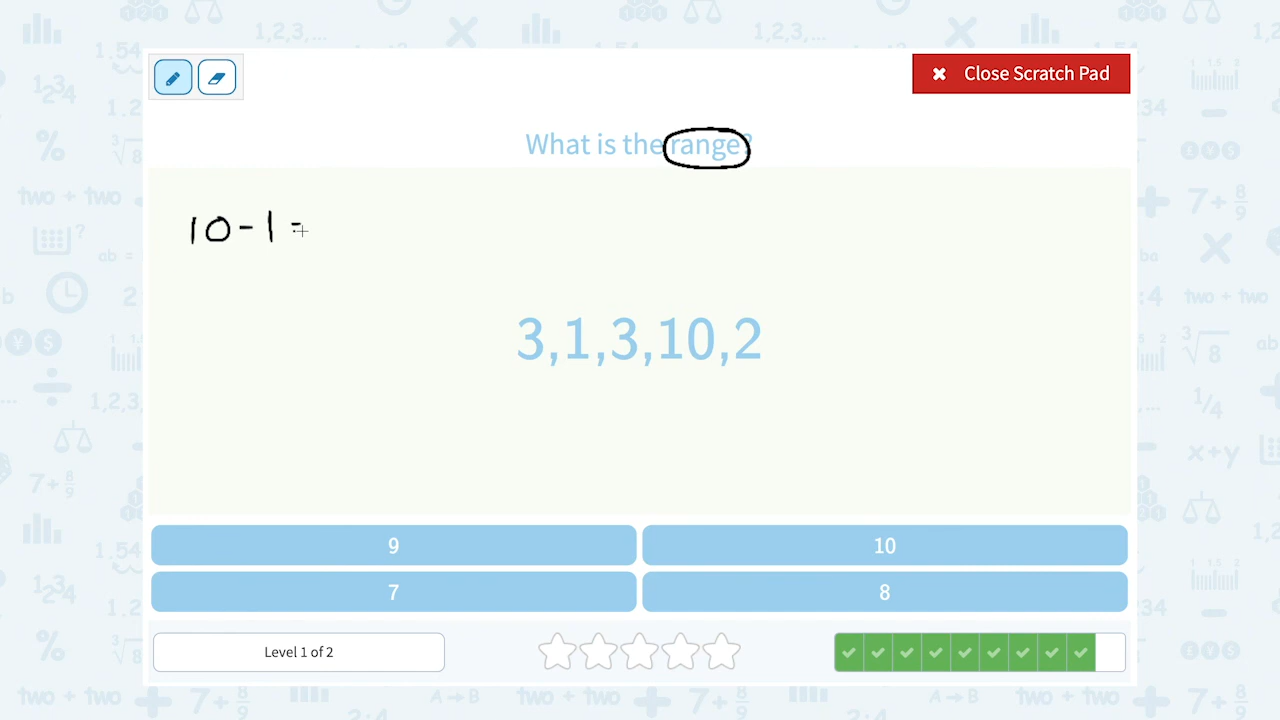 Close Scratch Pad
What is the range?
10-1=
3,1,3,10,2
9
10
7
8
Level 1 of 2